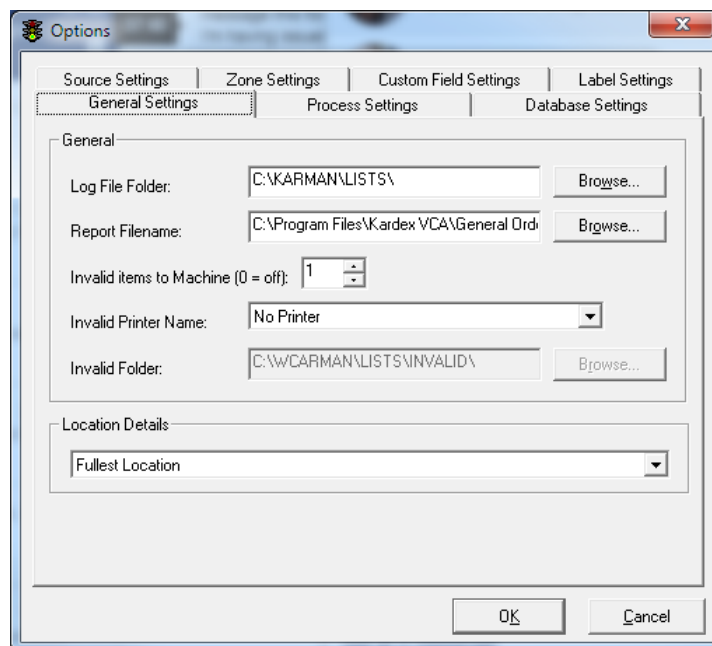 Options
Source Settings Zone Settings Custom Field Settings Label Settings
General Settings Process Settings Database Settings
General
Log File Folder: C:\KARMAN\LISTS\ Browse...
Report Filename: C:\Program Files\Kardex VCA\General Ord Browse...
Invalid items to Machine (0 = off): 1
Invalid Printer Name: No Printer
Invalid Folder: C:\WCARMAN\LISTS\INVALID\ Browse...
Location Details
Fullest Location
OK Cancel